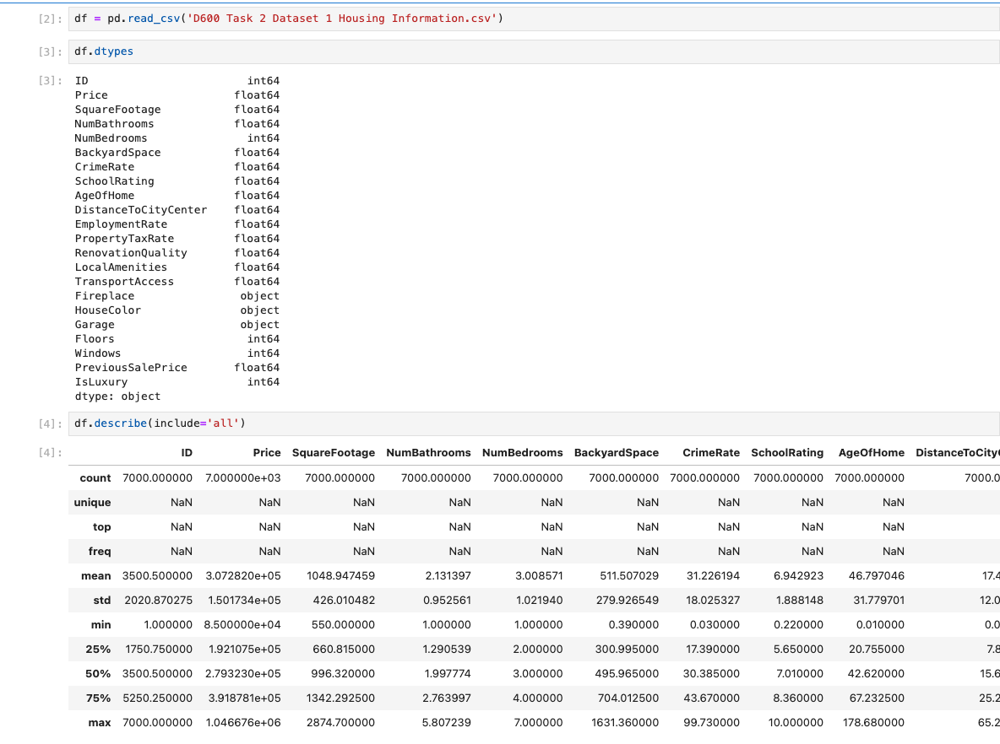 [2]: df = pd.read_csv('D600 Task 2 Dataset 1 Housing Information.csv')
[3]: df.dtypes
[3]: ID int64
Price float64
SquareFootage float64
NumBathrooms float64
NumBedrooms int64
BackyardSpace float64
CrimeRate float64
SchoolRating float64
AgeOfHome float64
DistanceToCityCenter float64
EmploymentRate float64
PropertyTaxRate float64
RenovationQuality float64
LocalAmenities float64
TransportAccess float64
Fireplace object
HouseColor object
Garage object
Floors int64
Windows int64
PreviousSalePrice float64
IsLuxury int64
dtype: object
[4]: df.describe(include='all')
[4]: ID Price SquareFootage NumBathrooms NumBedrooms BackyardSpace CrimeRate SchoolRating AgeOfHome DistanceToCity
count 7000.000000 7.000000e+03 7000.000000 7000.000000 7000.000000 7000.000000 7000.000000 7000.000000 7000.000000 7000.0
unique NaN NaN NaN NaN NaN NaN NaN NaN NaN
top NaN NaN NaN NaN NaN NaN NaN NaN NaN
freq NaN NaN NaN NaN NaN NaN NaN NaN NaN
mean 3500.500000 3.072820e+05 1048.947459 2.131397 3.008571 511.507029 31.226194 6.942923 46.797046 17.4
std 2020.870275 1.501734e+05 426.010482 0.952561 1.021940 279.926549 18.025327 1.888148 31.779701 12.0
min 1.000000 8.500000e+04 550.000000 1.000000 1.000000 0.390000 0.030000 0.220000 0.010000 0.0
25% 1750.750000 1.921075e+05 660.815000 1.290539 2.000000 300.995000 17.390000 5.650000 20.755000 7.8
50% 3500.500000 2.793230e+05 996.320000 1.997774 3.000000 495.965000 30.385000 7.010000 42.620000 15.6
75% 5250.250000 3.918781e+05 1342.292500 2.763997 4.000000 704.012500 43.670000 8.360000 67.232500 25.2
max 7000.000000 1.046676e+06 2874.700000 5.807239 7.000000 1631.360000 99.730000 10.000000 178.680000 65.2